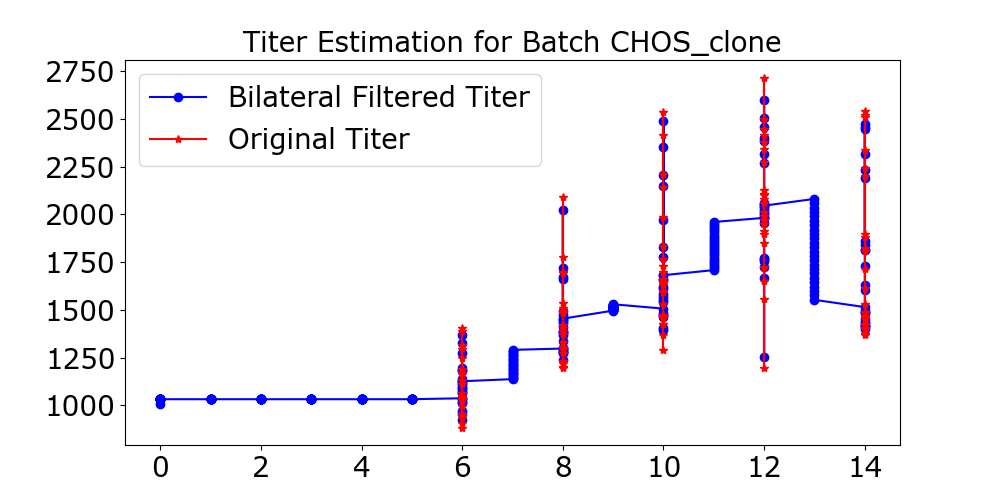 Titer Estimation for Batch CHOS_clone
Bilateral Filtered Titer
Original Titer
2750
2500
2250
2000
1750
1500
1250
1000
0 2 4 6 8 10 12 14